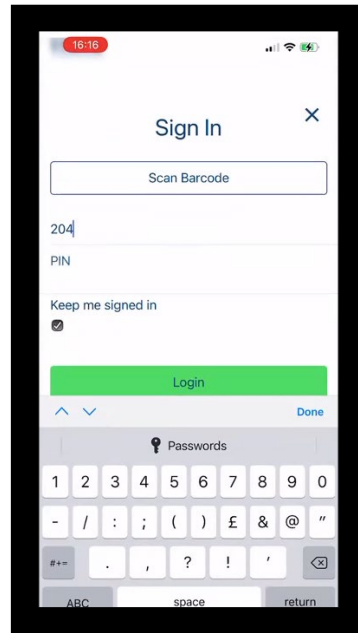 16:16
Sign In
Scan Barcode
204
PIN
Keep me signed in
Login
Done
Passwords
1 2 3 4 5 6 7 8 9 0
- / : ; ( ) £ & @ "
#+= . , ? ! '
ABC space return